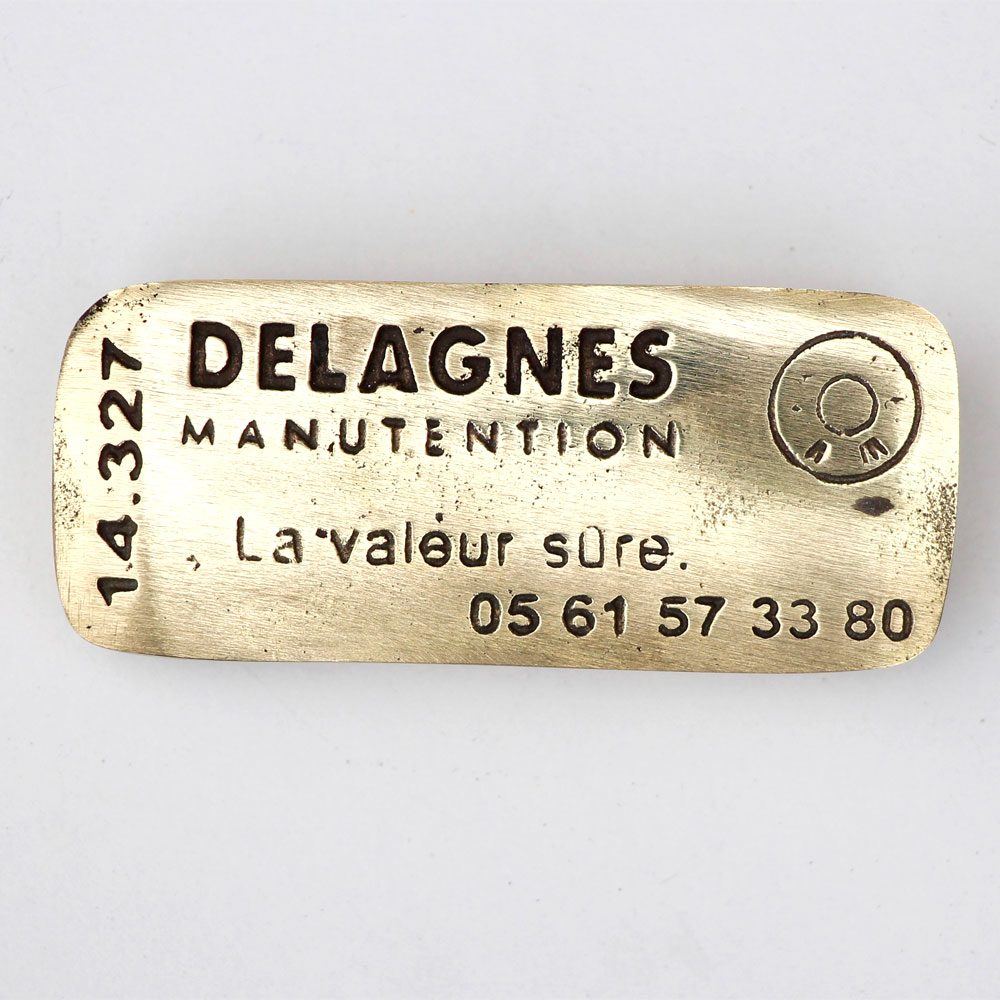 DELAGNES
MANUTENTION
La valeur sûre.
05 61 57 33 80
14.327
A M